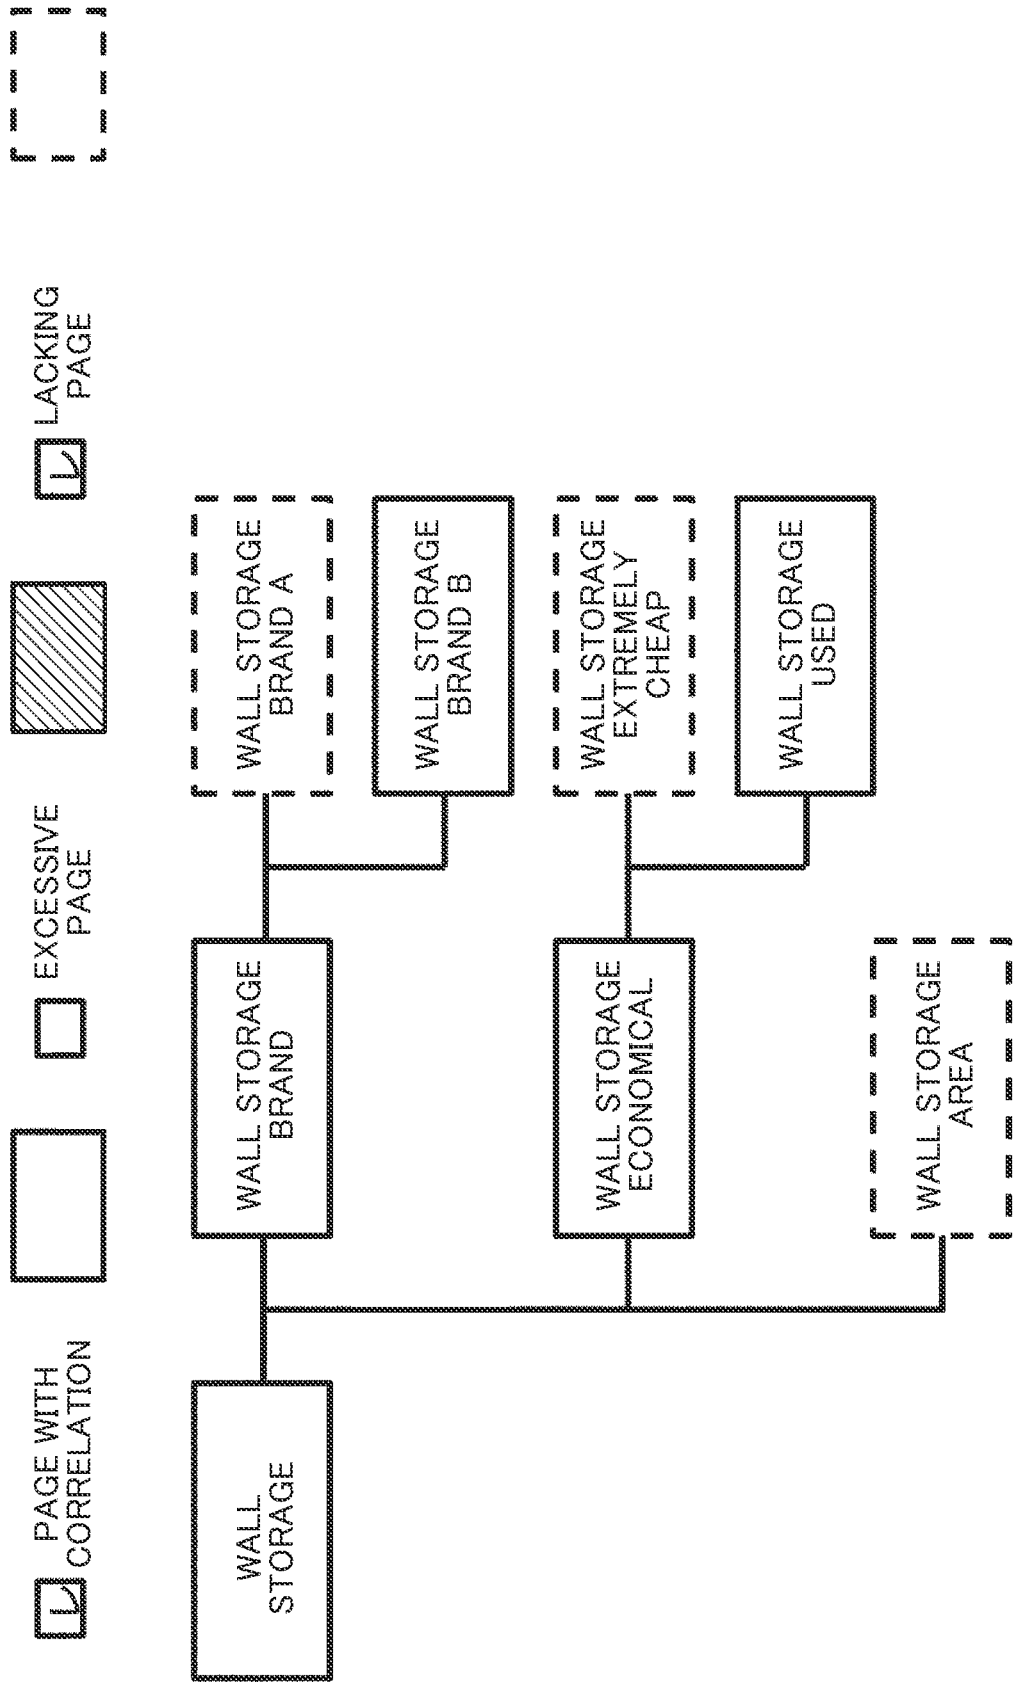 PAGE WITH
CORRELATION
EXCESSIVE
PAGE
LACKING
PAGE
WALL
STORAGE
WALL STORAGE
BRAND
WALL STORAGE
BRAND A
WALL STORAGE
BRAND B
WALL STORAGE
ECONOMICAL
WALL STORAGE
EXTREMELY
CHEAP
WALL STORAGE
USED
WALL STORAGE
AREA